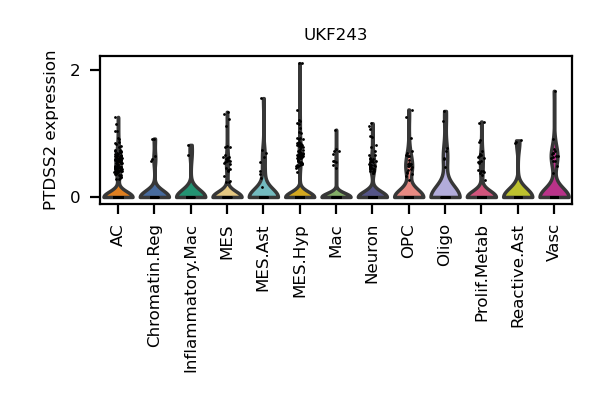 UKF243
PTDSS2 expression
2
0
AC
Chromatin.Reg
Inflammatory.Mac
MES
MES.Ast
MES.Hyp
Mac
Neuron
OPC
Oligo
Prolif.Metab
Reactive.Ast
Vasc